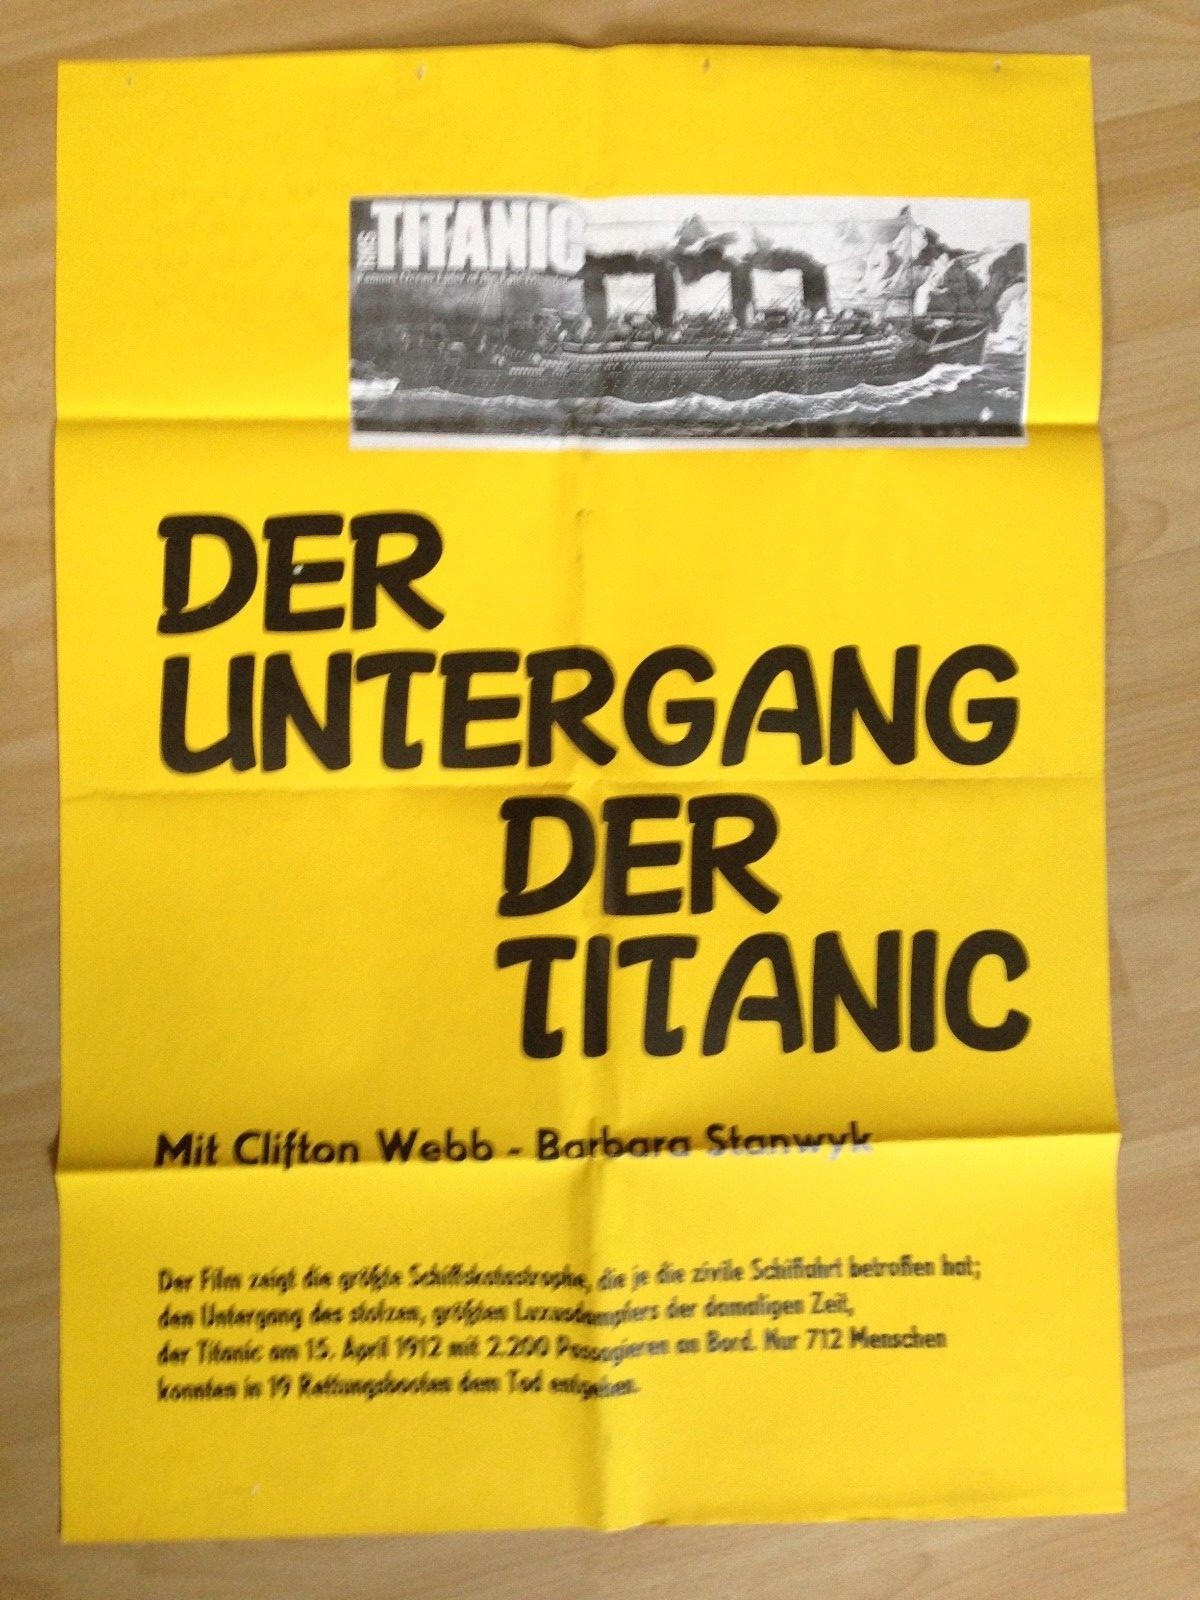 RMS TITANIC
DER
UNTERGANG
DER
TITANIC
Mit Clifton Webb - Barbara Stanwyk
Der Film zeigt die größte Schiffskatastrophe, die je die zivile Schiffahrt betroffen hat;
den Untergang des stolzen, größten Luxusdampfers der damaligen Zeit,
der Titanic am 15. April 1912 mit 2.200 Passagieren an Bord. Nur 712 Menschen
konnten in 19 Rettungsbooten dem Tod entgehen.